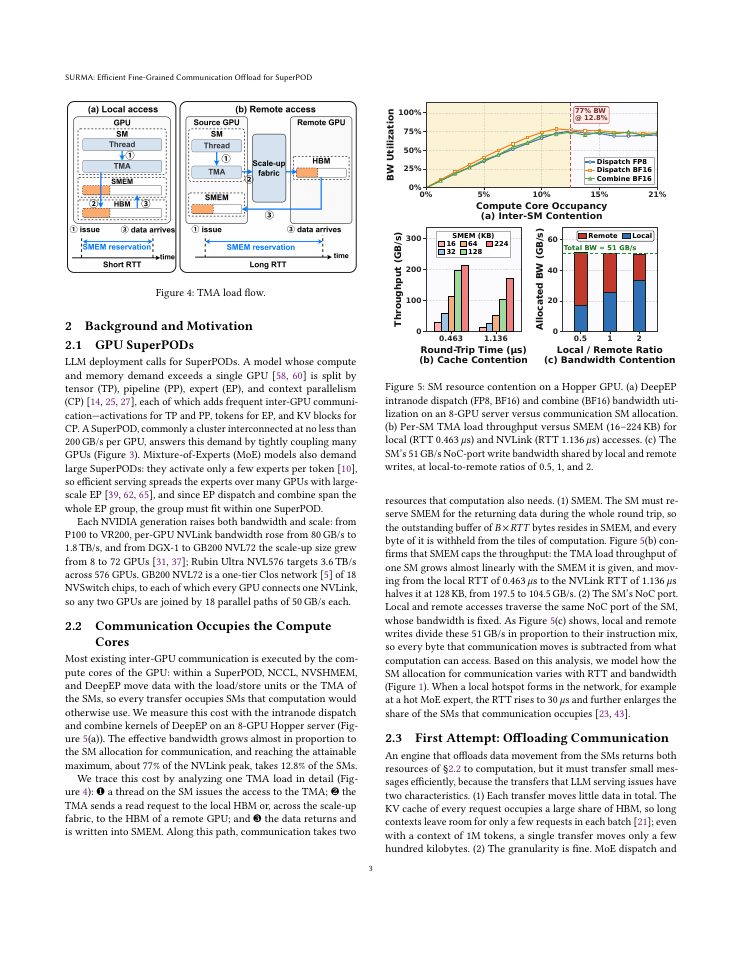 SURMA: Efficient Fine-Grained Communication Offload for SuperPOD
(a) Local access
GPU
SM
Thread
①
TMA
SMEM
②
HBM
③
① issue
③ data arrives
SMEM reservation
time
Short RTT
(b) Remote access
Source GPU
Remote GPU
SM
Thread
①
TMA
②
Scale-up
fabric
HBM
SMEM
③
① issue
③ data arrives
SMEM reservation
time
Long RTT
Figure 4: TMA load flow.
2 Background and Motivation
2.1 GPU SuperPODs
LLM deployment calls for SuperPODs. A model whose compute
and memory demand exceeds a single GPU [58, 60] is split by
tensor (TP), pipeline (PP), expert (EP), and context parallelism
(CP) [14, 25, 27], each of which adds frequent inter-GPU communi-
cation—activations for TP and PP, tokens for EP, and KV blocks for
CP. A SuperPOD, commonly a cluster interconnected at no less than
200 GB/s per GPU, answers this demand by tightly coupling many
GPUs (Figure 3). Mixture-of-Experts (MoE) models also demand
large SuperPODs: they activate only a few experts per token [10],
so efficient serving spreads the experts over many GPUs with large-
scale EP [39, 62, 65], and since EP dispatch and combine span the
whole EP group, the group must fit within one SuperPOD.
Each NVIDIA generation raises both bandwidth and scale: from
P100 to VR200, per-GPU NVLink bandwidth rose from 80 GB/s to
1.8 TB/s, and from DGX-1 to GB200 NVL72 the scale-up size grew
from 8 to 72 GPUs [31, 37]; Rubin Ultra NVL576 targets 3.6 TB/s
across 576 GPUs. GB200 NVL72 is a one-tier Clos network [5] of 18
NVSwitch chips, to each of which every GPU connects one NVLink,
so any two GPUs are joined by 18 parallel paths of 50 GB/s each.
2.2 Communication Occupies the Compute
Cores
Most existing inter-GPU communication is executed by the com-
pute cores of the GPU: within a SuperPOD, NCCL, NVSHMEM,
and DeepEP move data with the load/store units or the TMA of
the SMs, so every transfer occupies SMs that computation would
otherwise use. We measure this cost with the intranode dispatch
and combine kernels of DeepEP on an 8-GPU Hopper server (Fig-
ure 5(a)). The effective bandwidth grows almost in proportion to
the SM allocation for communication, and reaching the attainable
maximum, about 77% of the NVLink peak, takes 12.8% of the SMs.
We trace this cost by analyzing one TMA load in detail (Fig-
ure 4): ❶ a thread on the SM issues the access to the TMA; ❷ the
TMA sends a read request to the local HBM or, across the scale-up
fabric, to the HBM of a remote GPU; and ❸ the data returns and
is written into SMEM. Along this path, communication takes two
BW Utilization
100%
75%
50%
25%
0%
77% BW
@ 12.8%
Dispatch FP8
Dispatch BF16
Combine BF16
0%
5%
10%
15%
21%
Compute Core Occupancy
(a) Inter-SM Contention
Throughput (GB/s)
300
200
100
0
SMEM (KB)
16 64 224
32 128
0.463
1.136
Round-Trip Time (μs)
(b) Cache Contention
Allocated BW (GB/s)
60
40
20
0
Remote Local
Total BW = 51 GB/s
0.5
1
2
Local / Remote Ratio
(c) Bandwidth Contention
Figure 5: SM resource contention on a Hopper GPU. (a) DeepEP
intranode dispatch (FP8, BF16) and combine (BF16) bandwidth uti-
lization on an 8-GPU server versus communication SM allocation.
(b) Per-SM TMA load throughput versus SMEM (16–224 KB) for
local (RTT 0.463 μs) and NVLink (RTT 1.136 μs) accesses. (c) The
SM's 51 GB/s NoC-port write bandwidth shared by local and remote
writes, at local-to-remote ratios of 0.5, 1, and 2.
resources that computation also needs. (1) SMEM. The SM must re-
serve SMEM for the returning data during the whole round trip, so
the outstanding buffer of B×RTT bytes resides in SMEM, and every
byte of it is withheld from the tiles of computation. Figure 5(b) con-
firms that SMEM caps the throughput: the TMA load throughput of
one SM grows almost linearly with the SMEM it is given, and mov-
ing from the local RTT of 0.463 μs to the NVLink RTT of 1.136 μs
halves it at 128 KB, from 197.5 to 104.5 GB/s. (2) The SM's NoC port.
Local and remote accesses traverse the same NoC port of the SM,
whose bandwidth is fixed. As Figure 5(c) shows, local and remote
writes divide these 51 GB/s in proportion to their instruction mix,
so every byte that communication moves is subtracted from what
computation can access. Based on this analysis, we model how the
SM allocation for communication varies with RTT and bandwidth
(Figure 1). When a local hotspot forms in the network, for example
at a hot MoE expert, the RTT rises to 30 μs and further enlarges the
share of the SMs that communication occupies [23, 43].
2.3 First Attempt: Offloading Communication
An engine that offloads data movement from the SMs returns both
resources of §2.2 to computation, but it must transfer small mes-
sages efficiently, because the transfers that LLM serving issues have
two characteristics. (1) Each transfer moves little data in total. The
KV cache of every request occupies a large share of HBM, so long
contexts leave room for only a few requests in each batch [21]; even
with a context of 1M tokens, a single transfer moves only a few
hundred kilobytes. (2) The granularity is fine. MoE dispatch and
3